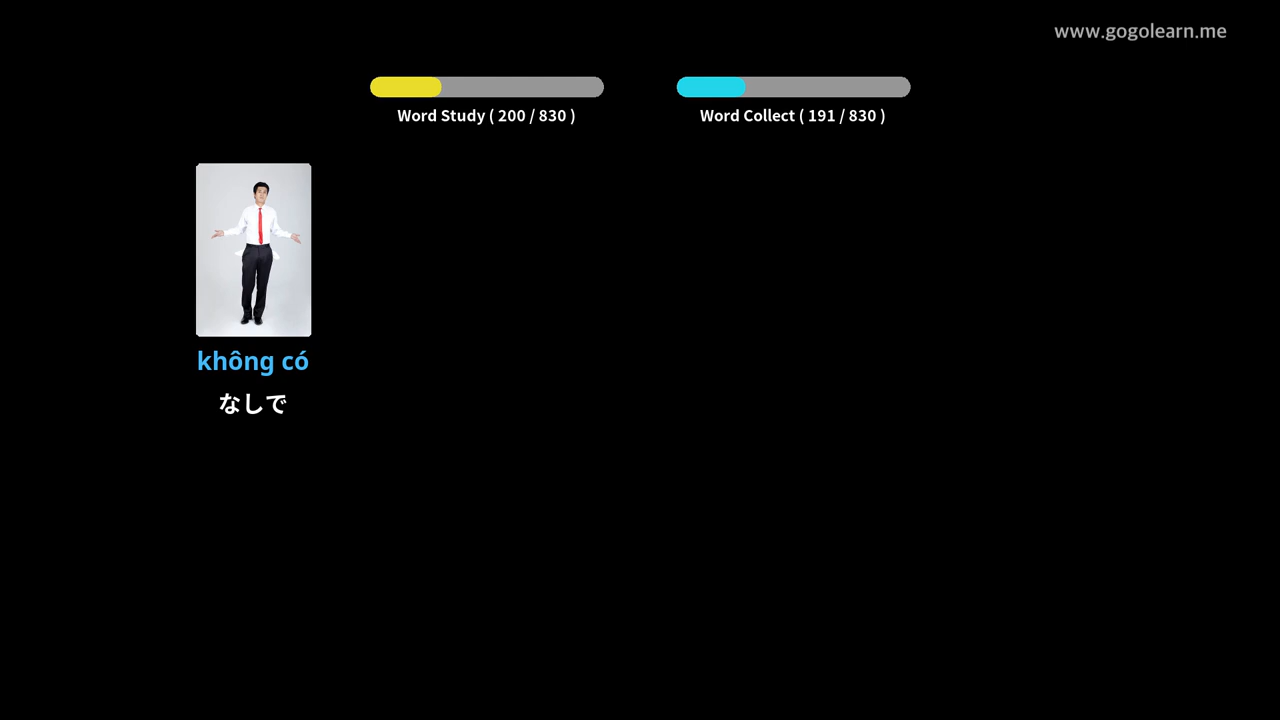 www.gogolearn.me
Word Study ( 200 / 830 )
Word Collect ( 191 / 830 )
không có
なしで